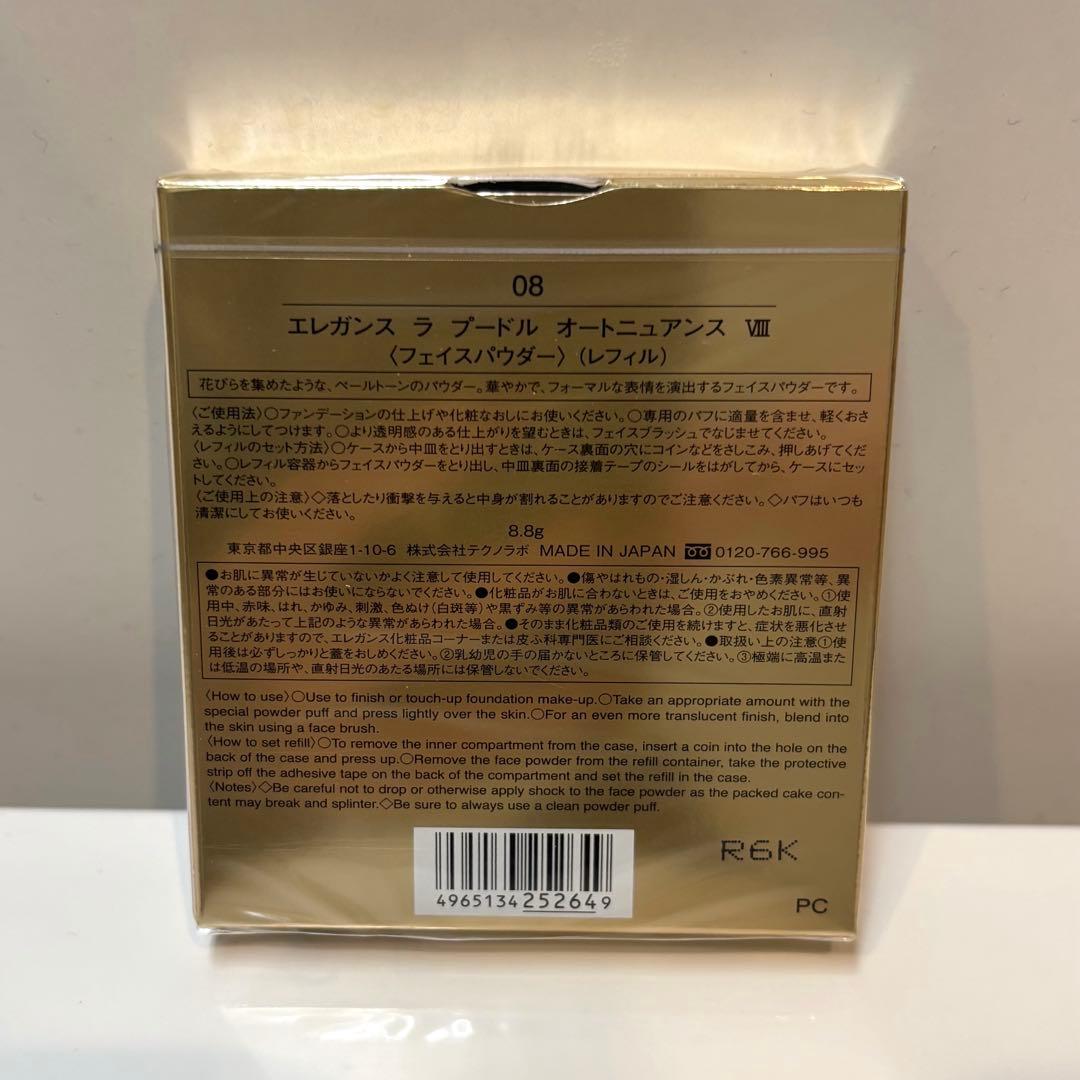 08
エレガンス ラ プードル オートニュアンス Ⅷ
〈フェイスパウダー〉(レフィル)
花びらを集めたような、ペールトーンのパウダー。華やかで、フォーマルな表情を演出するフェイスパウダーです。
〈ご使用法〉○ファンデーションの仕上げや化粧なおしにお使いください。○専用のパフに適量を含ませ、軽くおさ
えるようにしてつけます。○より透明感のある仕上がりを望むときは、フェイスブラッシュでなじませてください。
〈レフィルのセット方法〉○ケースから中皿をとり出すときは、ケース裏面の穴にコインなどをさしこみ、押しあげてくだ
さい。○レフィル容器からフェイスパウダーをとり出し、中皿裏面の接着テープのシールをはがしてから、ケースにセッ
トしてください。
〈ご使用上の注意〉◇落としたり衝撃を与えると中身が割れることがありますのでご注意ください。◇パフはいつも
清潔にしてお使いください。
8.8g
東京都中央区銀座1-10-6 株式会社テクノラボ MADE IN JAPAN 0120-766-995
●お肌に異常が生じていないかよく注意して使用してください。●傷やはれもの・湿しん・かぶれ・色素異常等、異
常のある部分にはお使いにならないでください。●化粧品がお肌に合わないときは、ご使用をおやめください。①使
用中、赤味、はれ、かゆみ、刺激、色ぬけ(白斑等)や黒ずみ等の異常があらわれた場合。②使用したお肌に、直射
日光があたって上記のような異常があらわれた場合。●そのまま化粧品類のご使用を続けますと、症状を悪化させ
ることがありますので、エレガンス化粧品コーナーまたは皮ふ科専門医にご相談ください。●取扱い上の注意①使
用後は必ずしっかりと蓋をおしめください。②乳幼児の手の届かないところに保管してください。③極端に高温また
は低温の場所や、直射日光のあたる場所には保管しないでください。
〈How to use〉○Use to finish or touch-up foundation make-up.○Take an appropriate amount with the
special powder puff and press lightly over the skin.○For an even more translucent finish, blend into
the skin using a face brush.
〈How to set refill〉○To remove the inner compartment from the case, insert a coin into the hole on the
back of the case and press up.○Remove the face powder from the refill container, take the protective
strip off the adhesive tape on the back of the compartment and set the refill in the case.
〈Notes〉◇Be careful not to drop or otherwise apply shock to the face powder as the packed cake con-
tent may break and splinter.◇Be sure to always use a clean powder puff.
R6K
4965134252649
PC